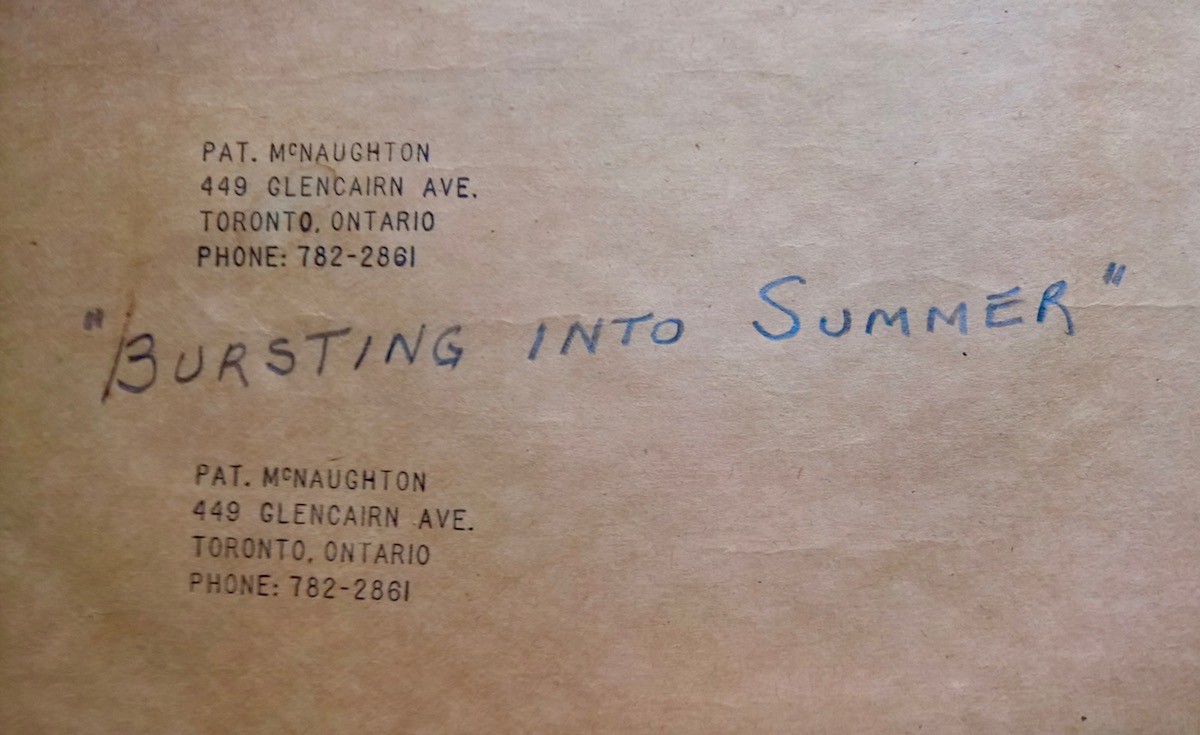 PAT. McNAUGHTON
449 GLENCAIRN AVE.
TORONTO, ONTARIO
PHONE: 782-2861
"BURSTING INTO SUMMER"
PAT. McNAUGHTON
449 GLENCAIRN AVE.
TORONTO, ONTARIO
PHONE: 782-2861